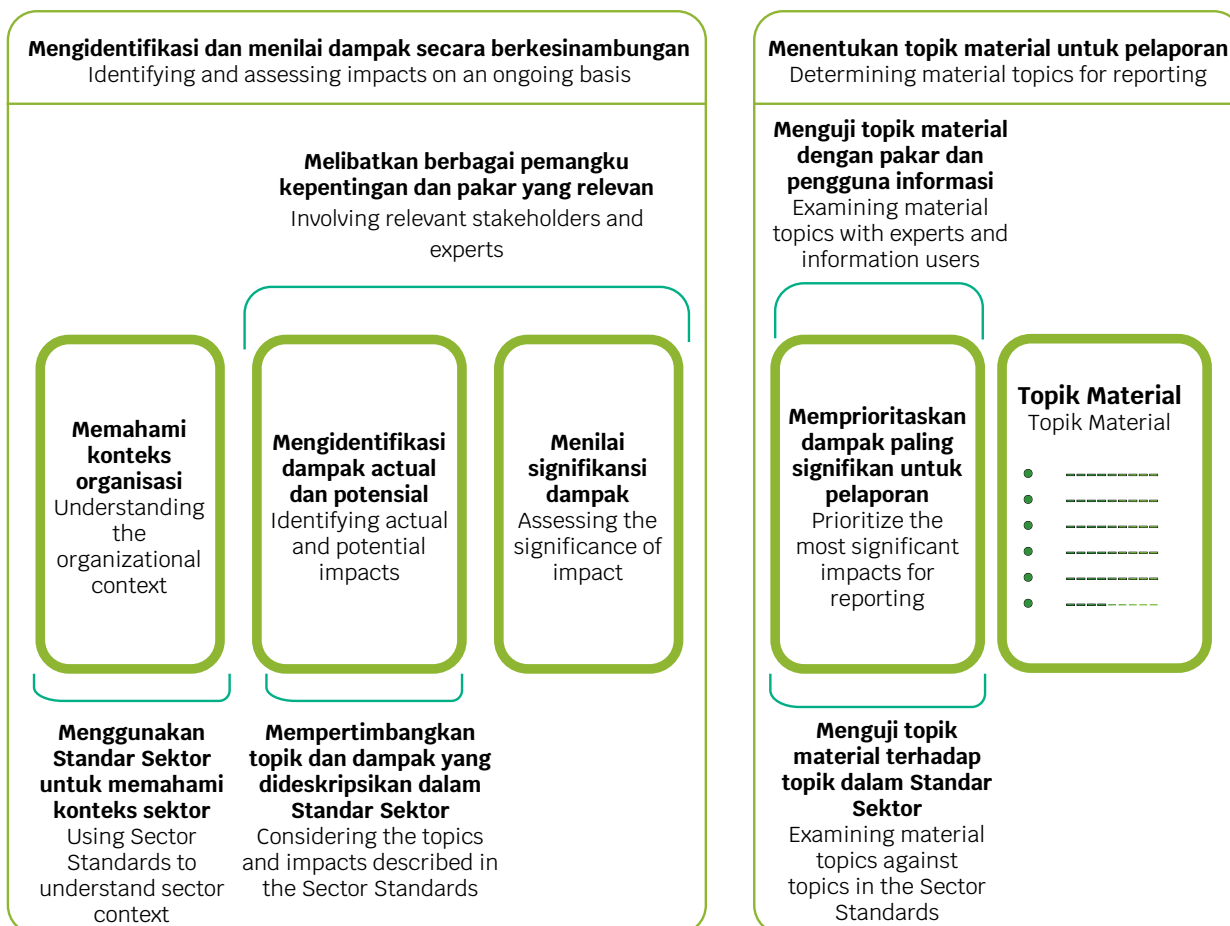 Mengidentifikasi dan menilai dampak secara berkesinambungan
Identifying and assessing impacts on an ongoing basis
Melibatkan berbagai pemangku
kepentingan dan pakar yang relevan
Involving relevant stakeholders and
experts
Memahami
konteks
organisasi
Understanding
the
organizational
context
Mengidentifikasi
dampak actual
dan potensial
Identifying actual
and potential
impacts
Menilai
signifikansi
dampak
Assessing the
significance of
impact
Menggunakan
Standar Sektor
untuk memahami
konteks sektor
Using Sector
Standards to
understand sector
context
Mempertimbangkan
topik dan dampak yang
dideskripsikan dalam
Standar Sektor
Considering the topics
and impacts described in
the Sector Standards
Menentukan topik material untuk pelaporan
Determining material topics for reporting
Menguji topik material
dengan pakar dan
pengguna informasi
Examining material
topics with experts and
information users
Memprioritaskan
dampak paling
signifikan untuk
pelaporan
Prioritize the
most significant
impacts for
reporting
Topik Material
Topik Material
Menguji topik
material terhadap
topik dalam Standar
Sektor
Examining material
topics against
topics in the Sector
Standards